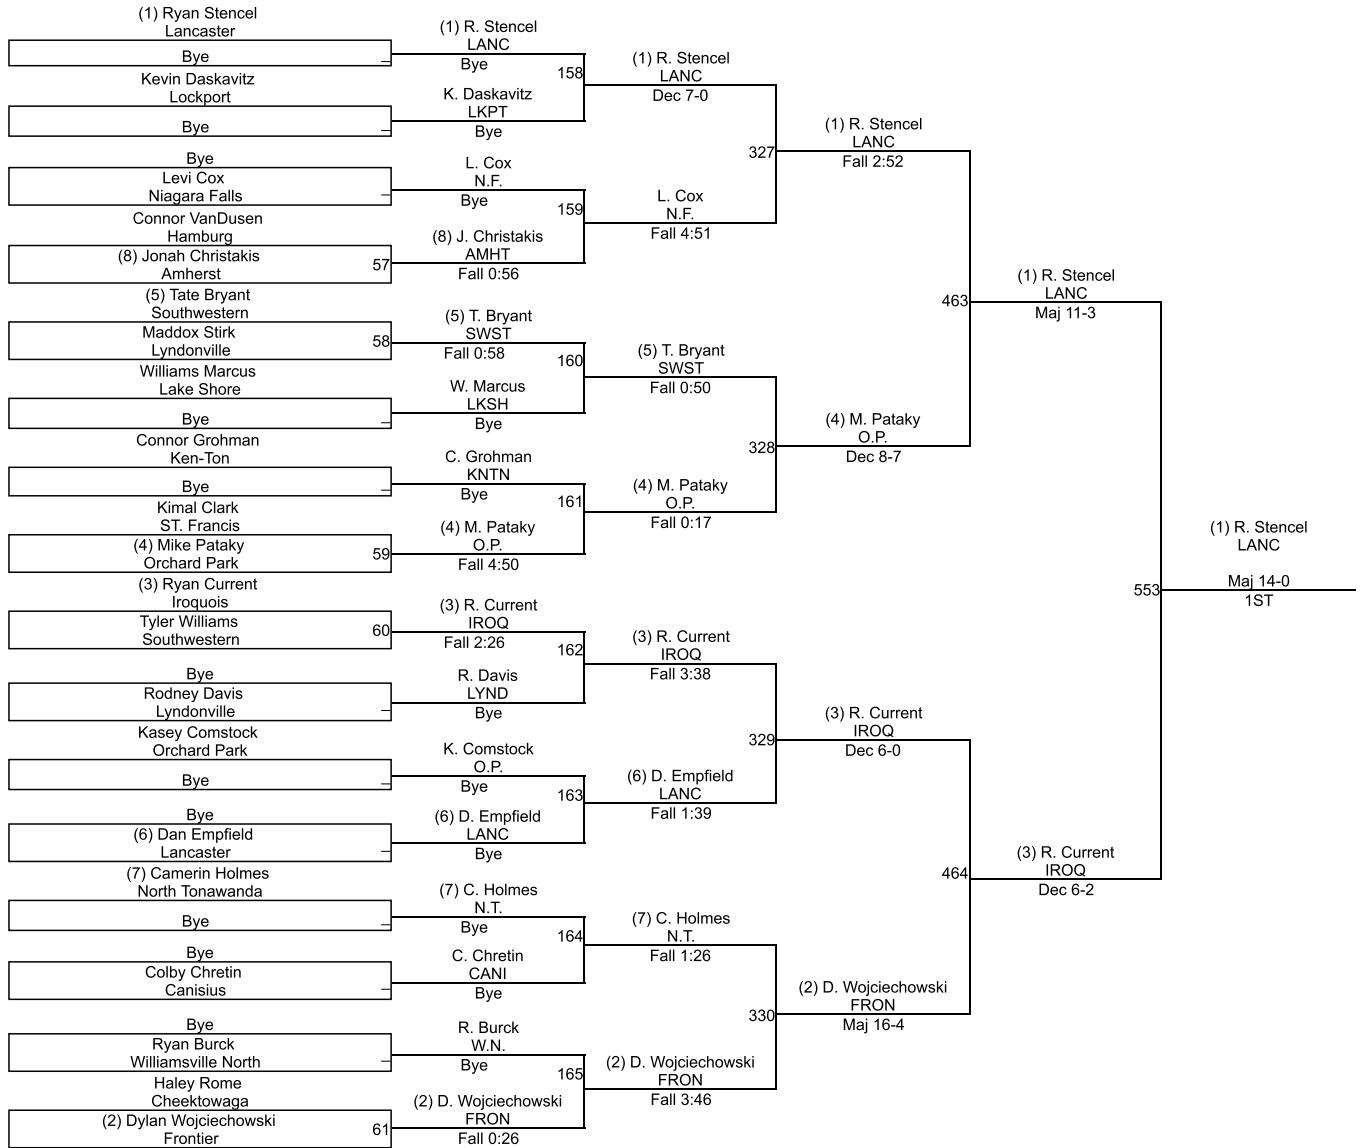 (1) Ryan Stencel
Lancaster
Bye
_
Kevin Daskavitz
Lockport
Bye
_
Bye
Levi Cox
Niagara Falls
_
Connor VanDusen
Hamburg
(8) Jonah Christakis
Amherst
57
(5) Tate Bryant
Southwestern
Maddox Stirk
Lyndonville
58
Williams Marcus
Lake Shore
Bye
_
Connor Grohman
Ken-Ton
Bye
_
Kimal Clark
ST. Francis
(4) Mike Pataky
Orchard Park
59
(3) Ryan Current
Iroquois
Tyler Williams
Southwestern
60
Bye
Rodney Davis
Lyndonville
_
Kasey Comstock
Orchard Park
Bye
_
Bye
(6) Dan Empfield
Lancaster
_
(7) Camerin Holmes
North Tonawanda
Bye
_
Bye
Colby Chretin
Canisius
_
Bye
Ryan Burck
Williamsville North
_
Haley Rome
Cheektowaga
(2) Dylan Wojciechowski
Frontier
61
(1) R. Stencel
LANC
Bye
158
K. Daskavitz
LKPT
Bye
L. Cox
N.F.
Bye
159
(8) J. Christakis
AMHT
Fall 0:56
(5) T. Bryant
SWST
Fall 0:58
160
W. Marcus
LKSH
Bye
C. Grohman
KNTN
Bye
161
(4) M. Pataky
O.P.
Fall 4:50
(3) R. Current
IROQ
Fall 2:26
162
R. Davis
LYND
Bye
K. Comstock
O.P.
Bye
163
(6) D. Empfield
LANC
Bye
(7) C. Holmes
N.T.
Bye
164
C. Chretin
CANI
Bye
R. Burck
W.N.
Bye
165
(2) D. Wojciechowski
FRON
Fall 0:26
(1) R. Stencel
LANC
Dec 7-0
327
L. Cox
N.F.
Fall 4:51
(5) T. Bryant
SWST
Fall 0:50
328
(4) M. Pataky
O.P.
Fall 0:17
(3) R. Current
IROQ
Fall 3:38
329
(6) D. Empfield
LANC
Fall 1:39
(7) C. Holmes
N.T.
Fall 1:26
330
(2) D. Wojciechowski
FRON
Fall 3:46
(1) R. Stencel
LANC
Fall 2:52
463
(4) M. Pataky
O.P.
Dec 8-7
(3) R. Current
IROQ
Dec 6-0
464
(2) D. Wojciechowski
FRON
Maj 16-4
(1) R. Stencel
LANC
Maj 11-3
553
(3) R. Current
IROQ
Dec 6-2
(1) R. Stencel
LANC
Maj 14-0
1ST